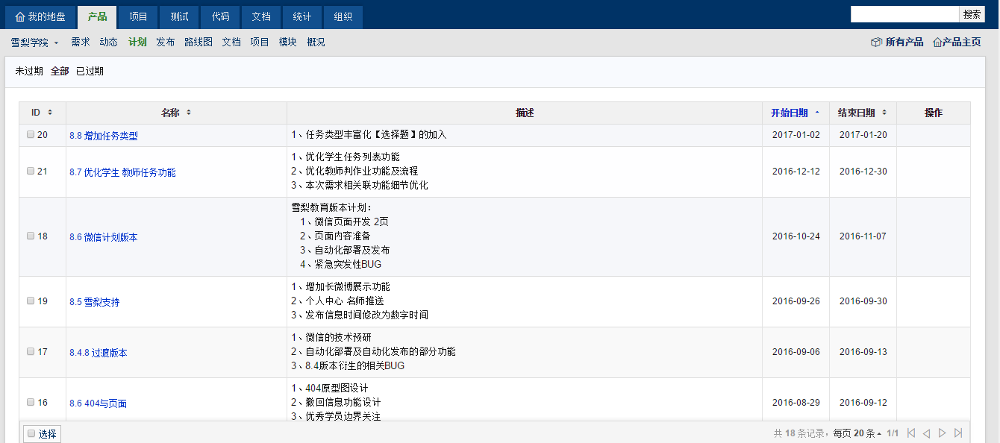 我的地盘 产品 项目 测试 代码 文档 统计 组织 搜索
雪梨学院 需求 动态 计划 发布 路线图 文档 项目 模块 概况 所有产品 产品主页
未过期 全部 已过期
ID 名称 描述 开始日期 结束日期 操作
20 8.8 增加任务类型 1、任务类型丰富化【选择题】的加入 2017-01-02 2017-01-20
1、优化学生任务列表功能
21 8.7 优化学生 教师任务功能 2、优化教师判作业功能及流程 2016-12-12 2016-12-30
3、本次需求相关联功能细节优化
雪梨教育版本计划：
1、微信页面开发 2页
18 8.6 微信计划版本 2、页面内容准备 2016-10-24 2016-11-07
3、自动化部署及发布
4、紧急突发性BUG
1、增加长微博展示功能
19 8.5 雪梨支持 2、个人中心 名师推送 2016-09-26 2016-09-30
3、发布信息时间修改为数字时间
1、微信的技术预研
17 8.4.8 过渡版本 2、自动化部署及自动化发布的部分功能 2016-09-06 2016-09-13
3、8.4版本衍生的相关BUG
1、404原型图设计
16 8.6 404与页面 2、撤回信息功能设计 2016-08-29 2016-09-12
3、优秀学员边界关注
选择 共 18 条记录，每页 20 条 1/1